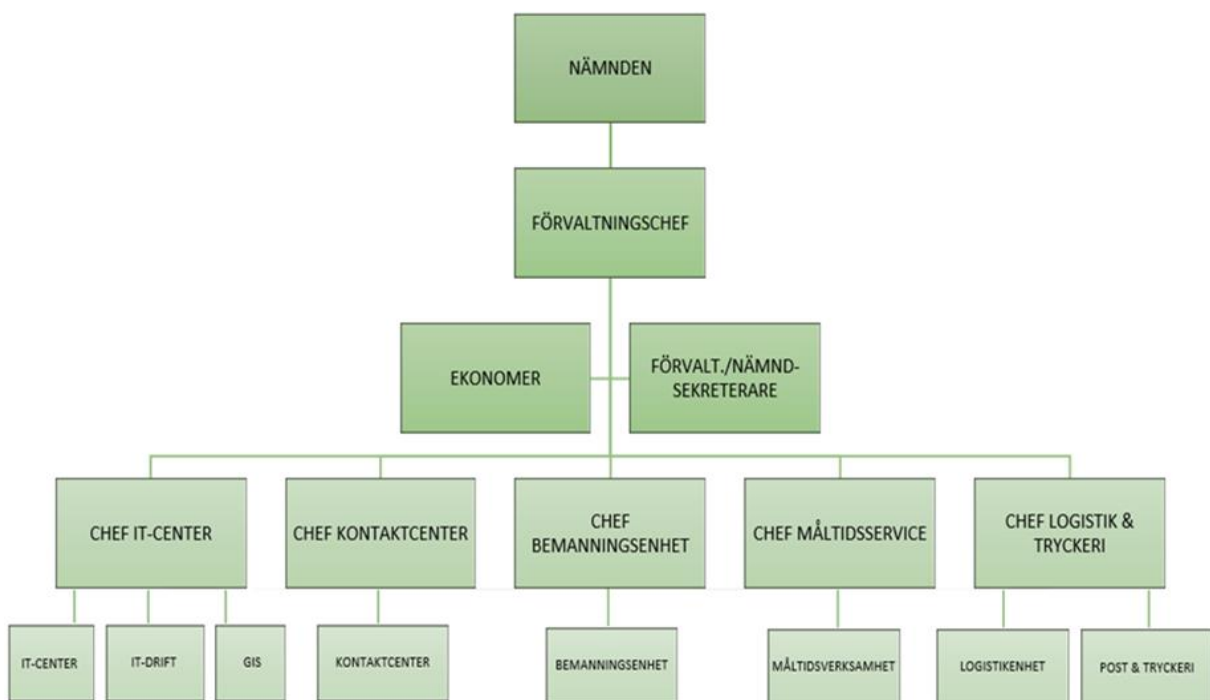 NÄMNDEN
FÖRVALTNINGSCHEF
EKONOMER
FÖRVALT./NÄMND-
SEKRETERARE
CHEF IT-CENTER
CHEF KONTAKTCENTER
CHEF
BEMANNINGSENHET
CHEF MÅLTIDSSERVICE
CHEF LOGISTIK &
TRYCKERI
IT-CENTER
IT-DRIFT
GIS
KONTAKTCENTER
BEMANNINGSENHET
MÅLTIDSVERKSAMHET
LOGISTIKENHET
POST & TRYCKERI